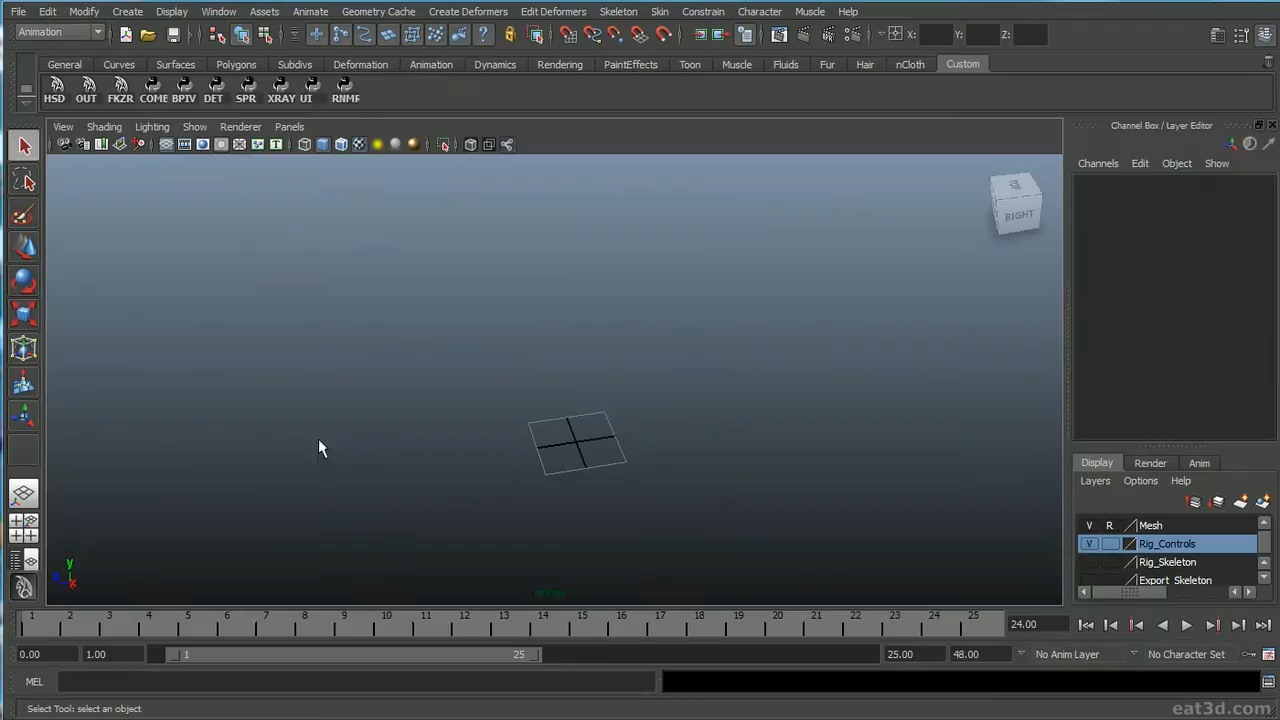 File Edit Modify Create Display Window Assets Animate Geometry Cache Create Deformers Edit Deformers Skeleton Skin Constrain Character Muscle Help
Animation X: Y: Z:
General Curves Surfaces Polygons Subdivs Deformation Animation Dynamics Rendering PaintEffects Toon Muscle Fluids Fur Hair nCloth Custom
HSD OUT FKZR COME BPIV DET SPR XRAY UI RNMR
View Shading Lighting Show Renderer Panels
Channel Box / Layer Editor
Channels Edit Object Show
TOP
RIGHT
Display Render Anim
Layers Options Help
V R Mesh
V Rig_Controls
Rig_Skeleton
Export_Skeleton
y
x
persp
1 2 3 4 5 6 7 8 9 10 11 12 13 14 15 16 17 18 19 20 21 22 23 24 25 24.00
0.00 1.00 1 25 25.00 48.00 No Anim Layer No Character Set
MEL
Select Tool: select an object
eat3d.com